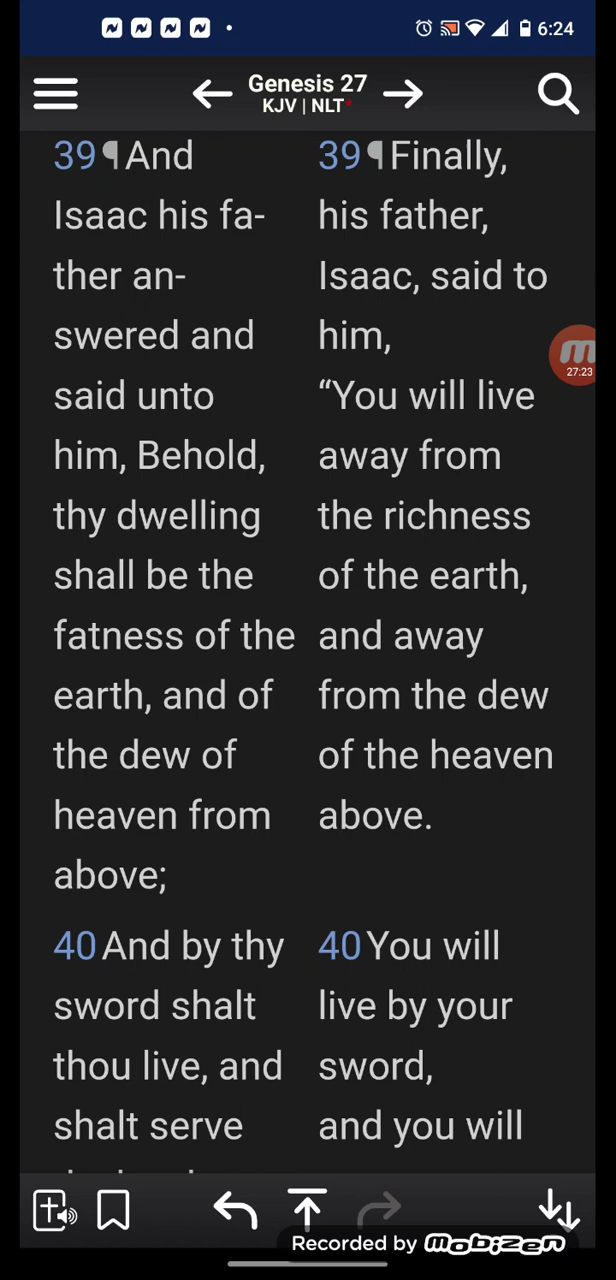 6:24
Genesis 27
KJV | NLT*
39 ¶ And
Isaac his fa-
ther an-
swered and
said unto
him, Behold,
thy dwelling
shall be the
fatness of the
earth, and of
the dew of
heaven from
above;
40 And by thy
sword shalt
thou live, and
shalt serve
39 ¶ Finally,
his father,
Isaac, said to
him,
“You will live
away from
the richness
of the earth,
and away
from the dew
of the heaven
above.
40 You will
live by your
sword,
and you will
27:23
Recorded by mobizen